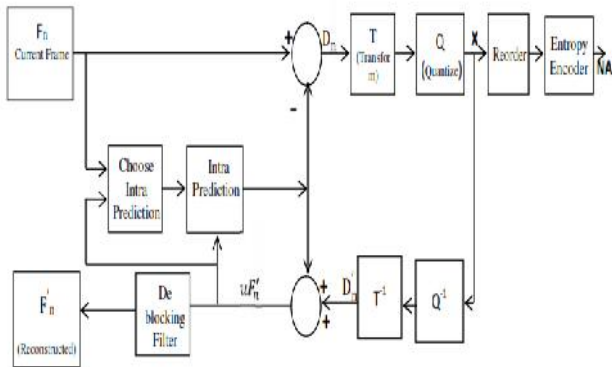 Fn
Current Frame
+
Dn
T
(Transfor
m)
Q
(Quantize)
X
Reorder
Entropy
Encoder
NA
-
Choose
Intra
Prediction
Intra
Prediction
F'n
(Reconstructed)
De
blocking
Filter
uF'n
+
+
D'n
T-1
Q-1